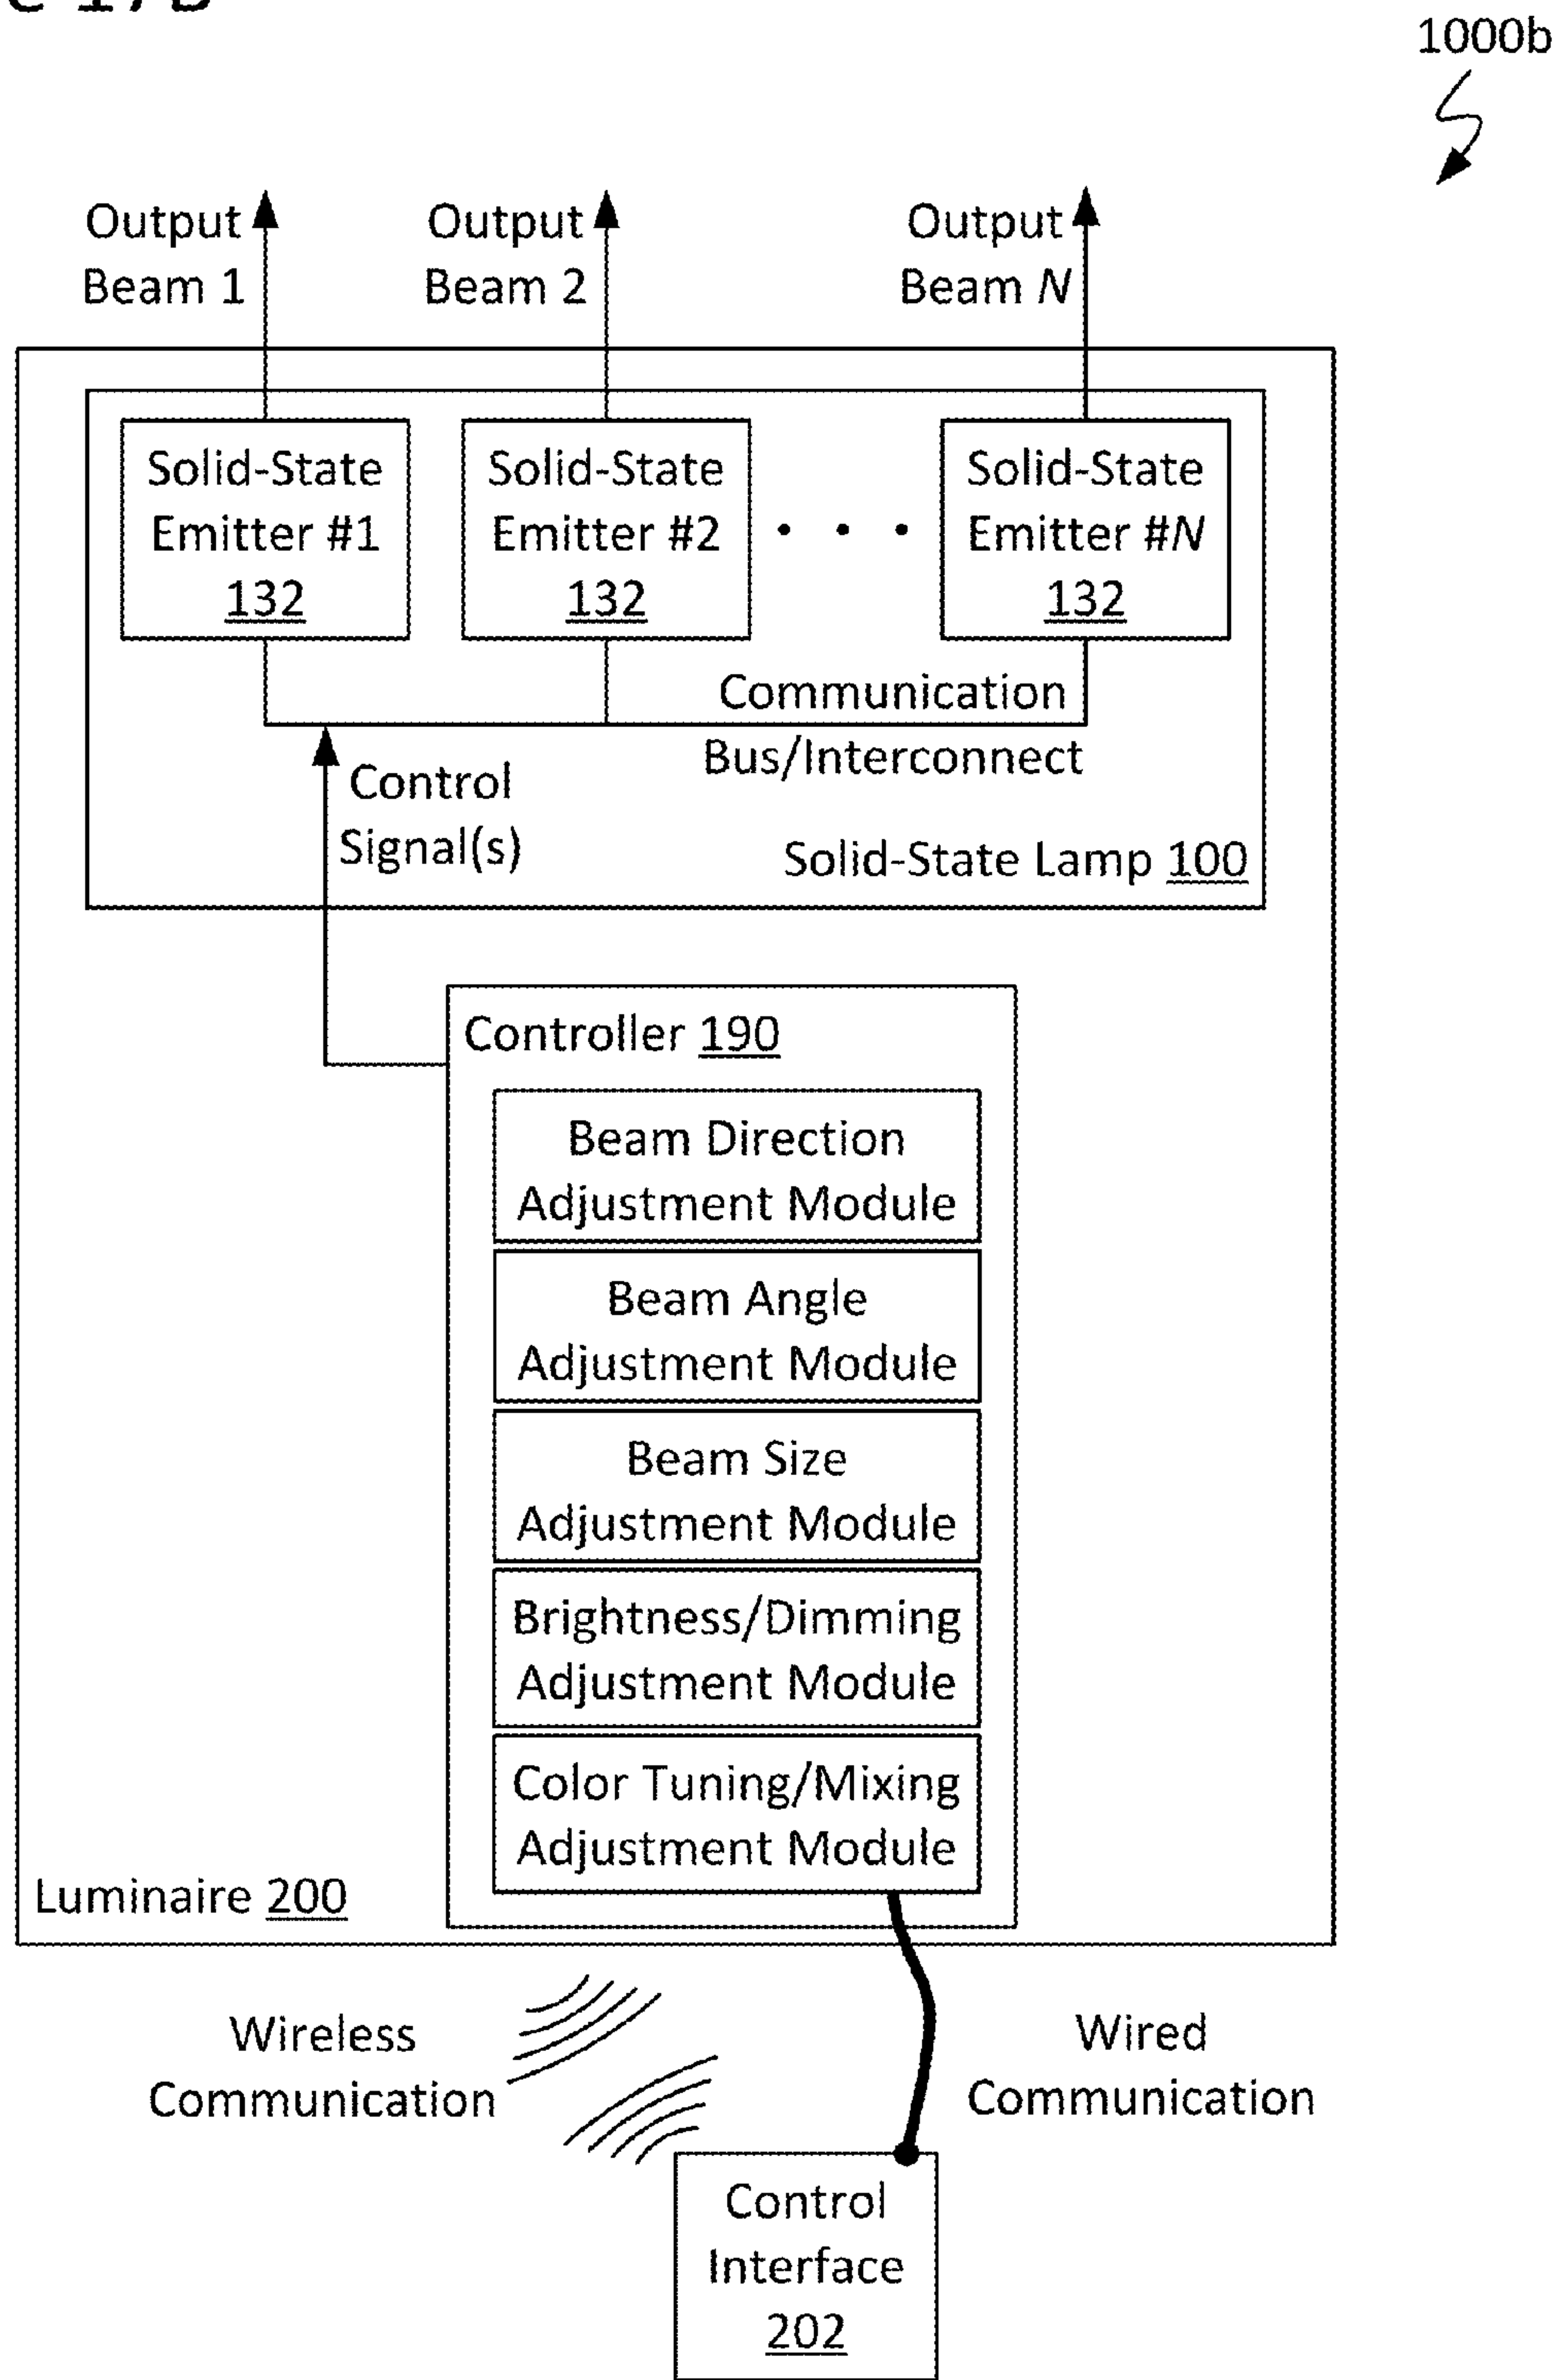 17B
1000b
Output
Beam 1
Output
Beam 2
Output
Beam N
Solid-State
Emitter #1
132
Solid-State
Emitter #2
132
. . .
Solid-State
Emitter #N
132
Communication
Bus/Interconnect
Control
Signal(s)
Solid-State Lamp 100
Controller 190
Beam Direction
Adjustment Module
Beam Angle
Adjustment Module
Beam Size
Adjustment Module
Brightness/Dimming
Adjustment Module
Color Tuning/Mixing
Adjustment Module
Luminaire 200
Wireless
Communication
Wired
Communication
Control
Interface
202